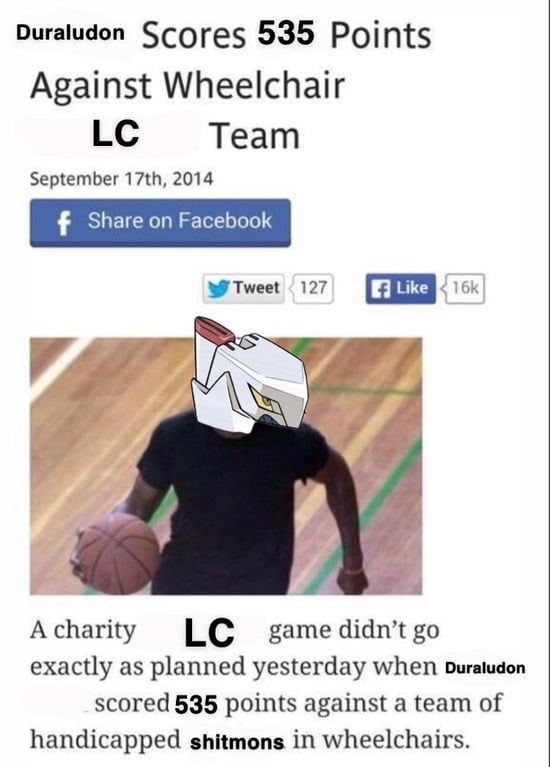 Duraludon Scores 535 Points
Against Wheelchair
LC Team
September 17th, 2014
f Share on Facebook
Tweet 127 f Like 16k
A charity LC game didn't go
exactly as planned yesterday when Duraludon
scored 535 points against a team of
handicapped shitmons in wheelchairs.